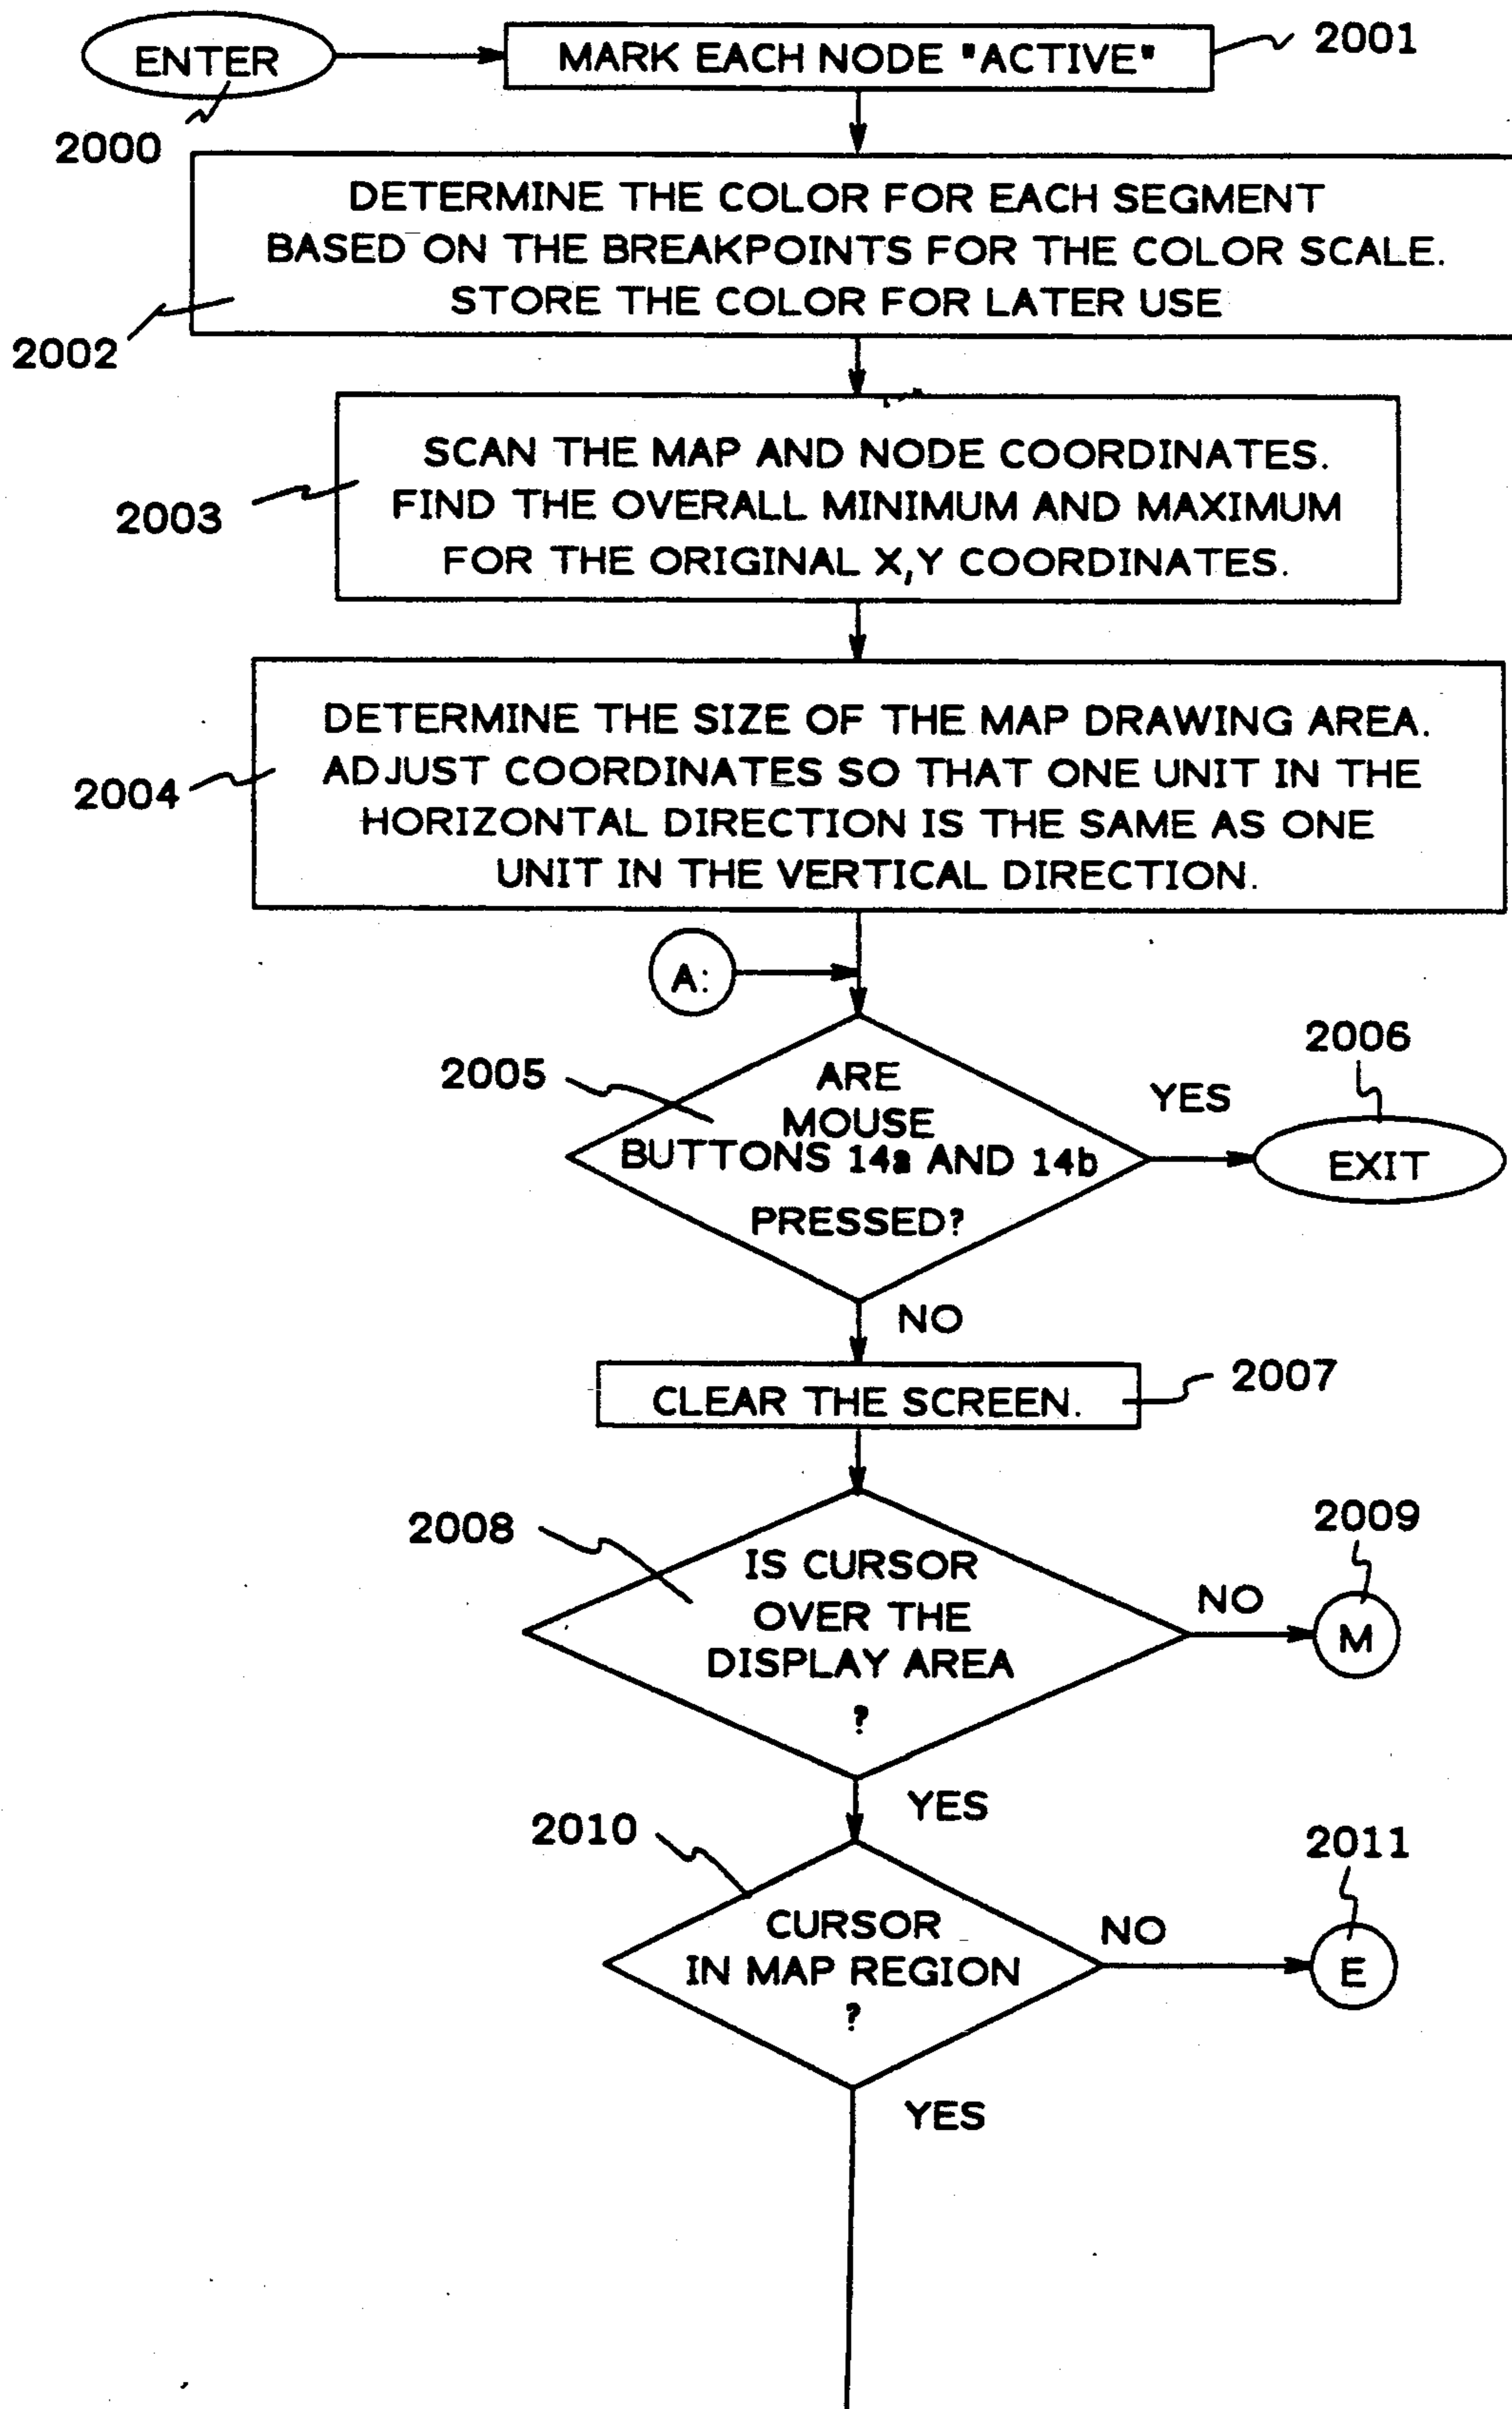 ENTER
MARK EACH NODE "ACTIVE"
2001
2000
DETERMINE THE COLOR FOR EACH SEGMENT
BASED ON THE BREAKPOINTS FOR THE COLOR SCALE.
STORE THE COLOR FOR LATER USE
2002
SCAN THE MAP AND NODE COORDINATES.
FIND THE OVERALL MINIMUM AND MAXIMUM
FOR THE ORIGINAL X,Y COORDINATES.
2003
DETERMINE THE SIZE OF THE MAP DRAWING AREA.
ADJUST COORDINATES SO THAT ONE UNIT IN THE
HORIZONTAL DIRECTION IS THE SAME AS ONE
UNIT IN THE VERTICAL DIRECTION.
2004
A:
2005
ARE
MOUSE
BUTTONS 14a AND 14b
PRESSED?
YES
2006
EXIT
NO
CLEAR THE SCREEN.
2007
2008
IS CURSOR
OVER THE
DISPLAY AREA
?
NO
2009
M
YES
2010
CURSOR
IN MAP REGION
?
NO
2011
E
YES